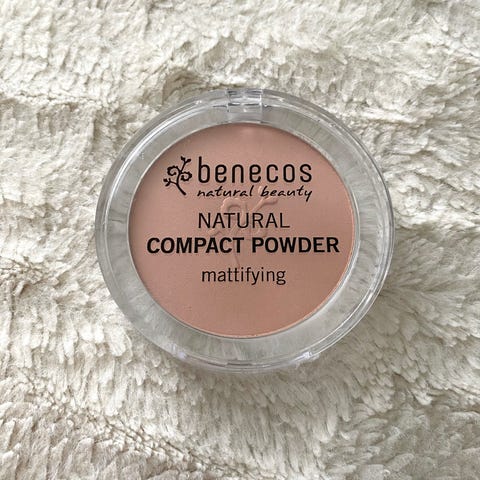 benecos
natural beauty
NATURAL
COMPACT POWDER
mattifying